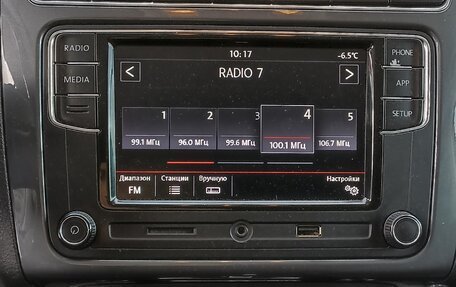 10:17 -6.5°C
RADIO
MEDIA
PHONE
APP
SETUP
< RADIO 7 >
1 2 3 4 5
99.1 МГц 96.0 МГц 99.6 МГц 100.1 МГц 106.7 МГц
Диапазон Станции Вручную Настройки
FM